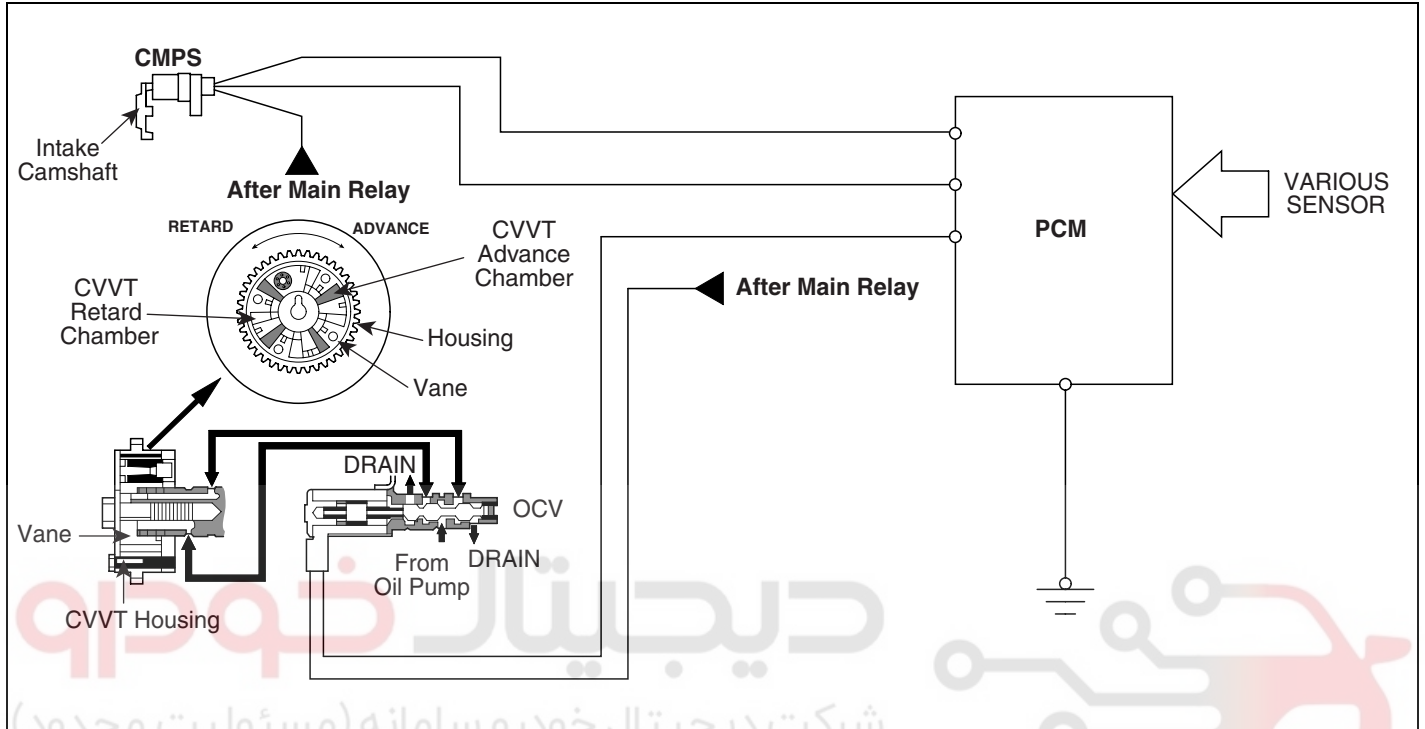 CMPS
Intake
Camshaft
After Main Relay
RETARD
ADVANCE
CVVT
Advance
Chamber
CVVT
Retard
Chamber
Housing
Vane
After Main Relay
PCM
VARIOUS
SENSOR
DRAIN
OCV
Vane
From
Oil Pump
DRAIN
CVVT Housing
دیجیتال خودرو
شرکت دیجیتال خودرو سامانه (مسئولیت محدود)